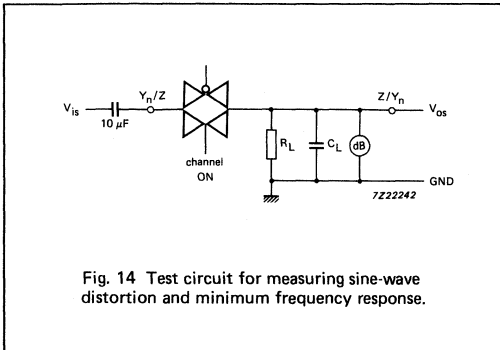 Yn/Z
Vis
10 μF
channel
ON
RL
CL
dB
Z/Yn
Vos
GND
7Z22242
Fig. 14 Test circuit for measuring sine-wave
distortion and minimum frequency response.